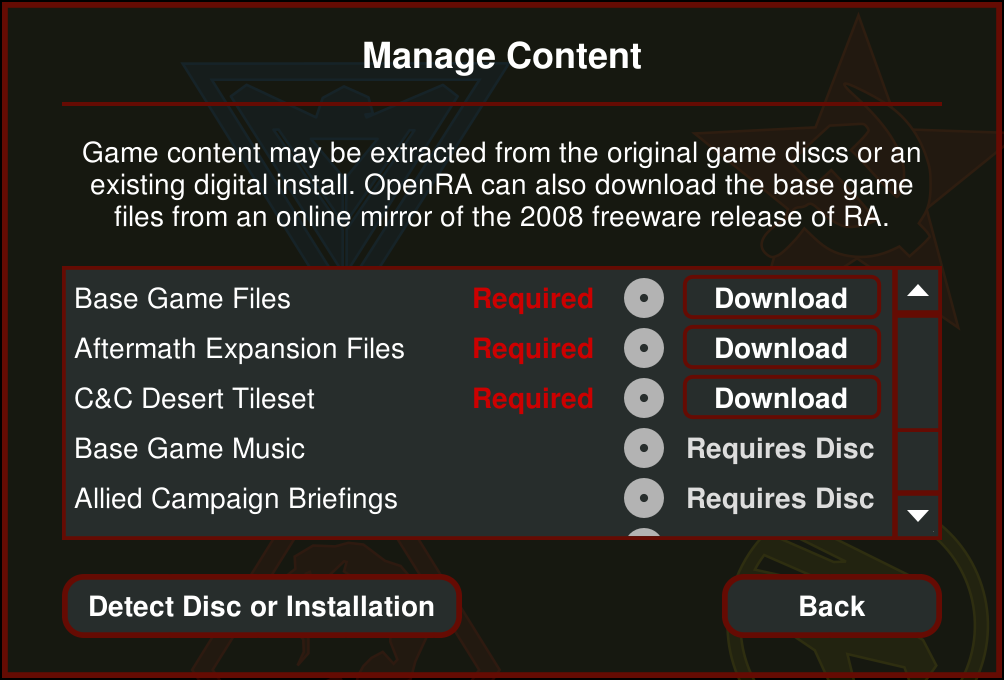 Manage Content
Game content may be extracted from the original game discs or an
existing digital install. OpenRA can also download the base game
files from an online mirror of the 2008 freeware release of RA.
Base Game Files Required Download
Aftermath Expansion Files Required Download
C&C Desert Tileset Required Download
Base Game Music Requires Disc
Allied Campaign Briefings Requires Disc
Detect Disc or Installation Back